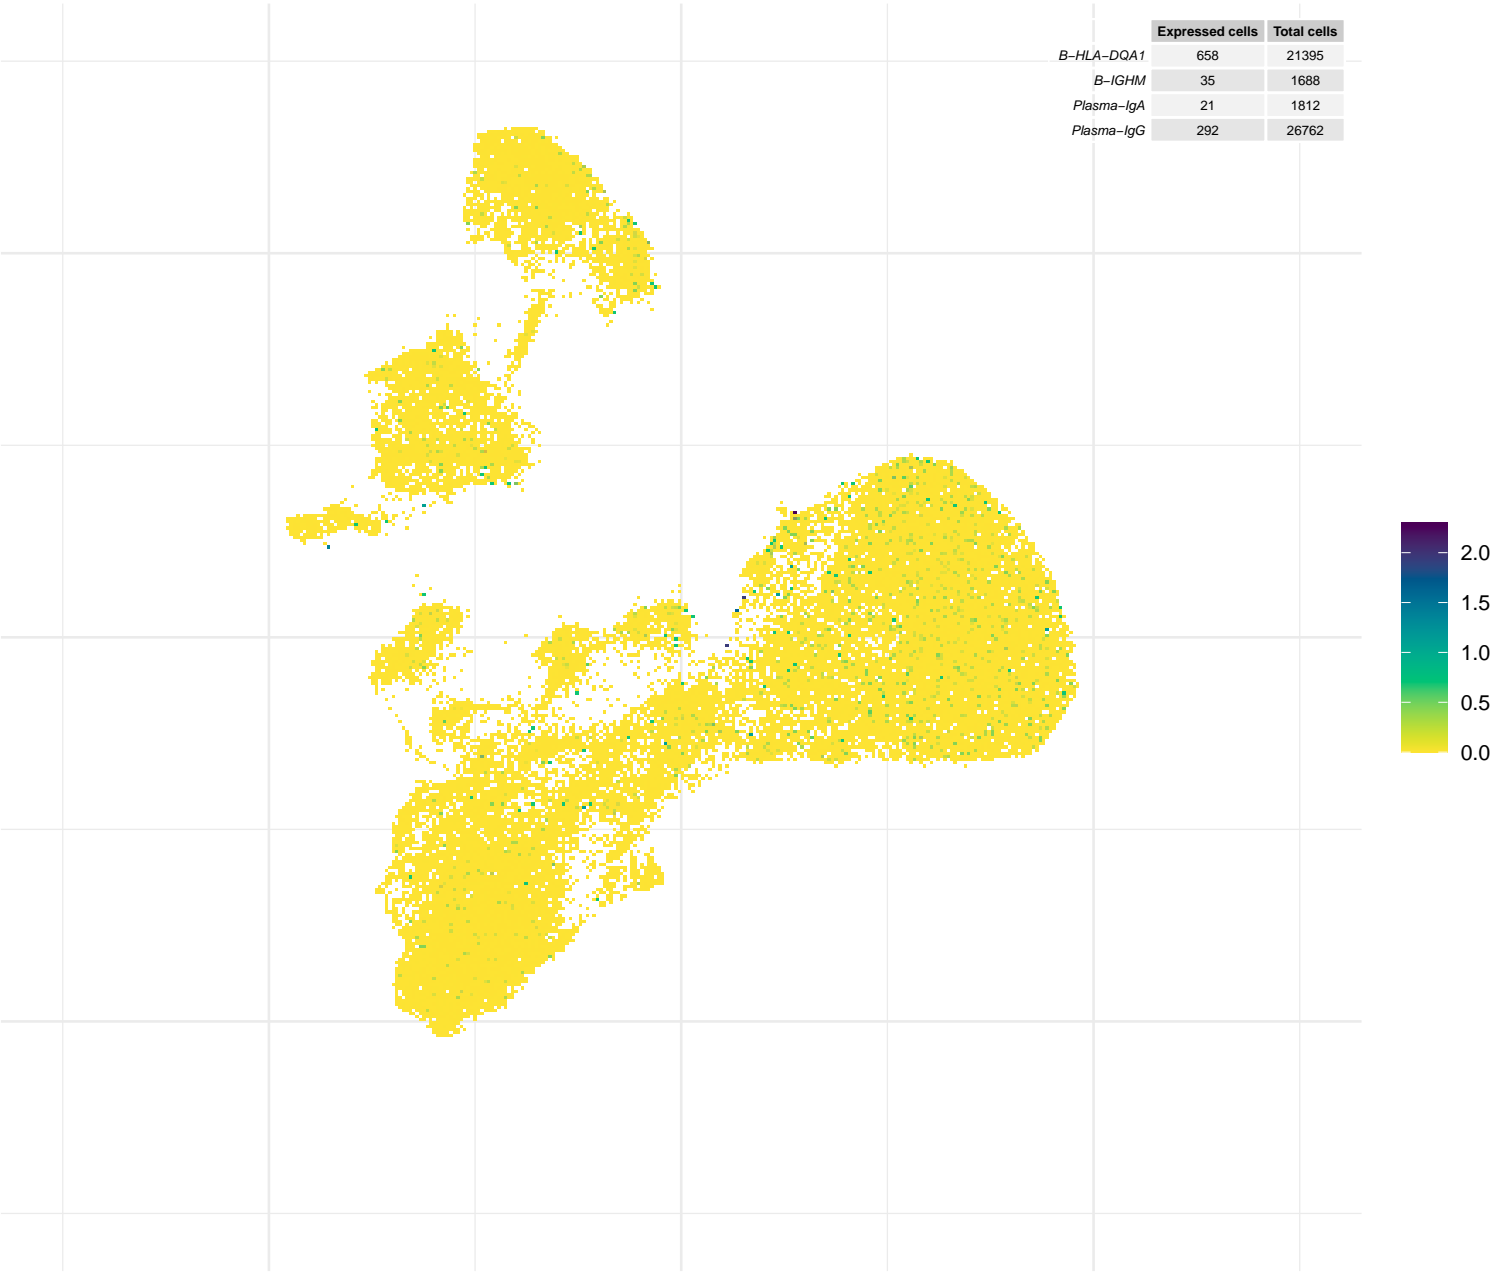 Expressed cells Total cells
B−HLA−DQA1 658 21395
B−IGHM 35 1688
Plasma−IgA 21 1812
Plasma−IgG 292 26762
2.0
1.5
1.0
0.5
0.0